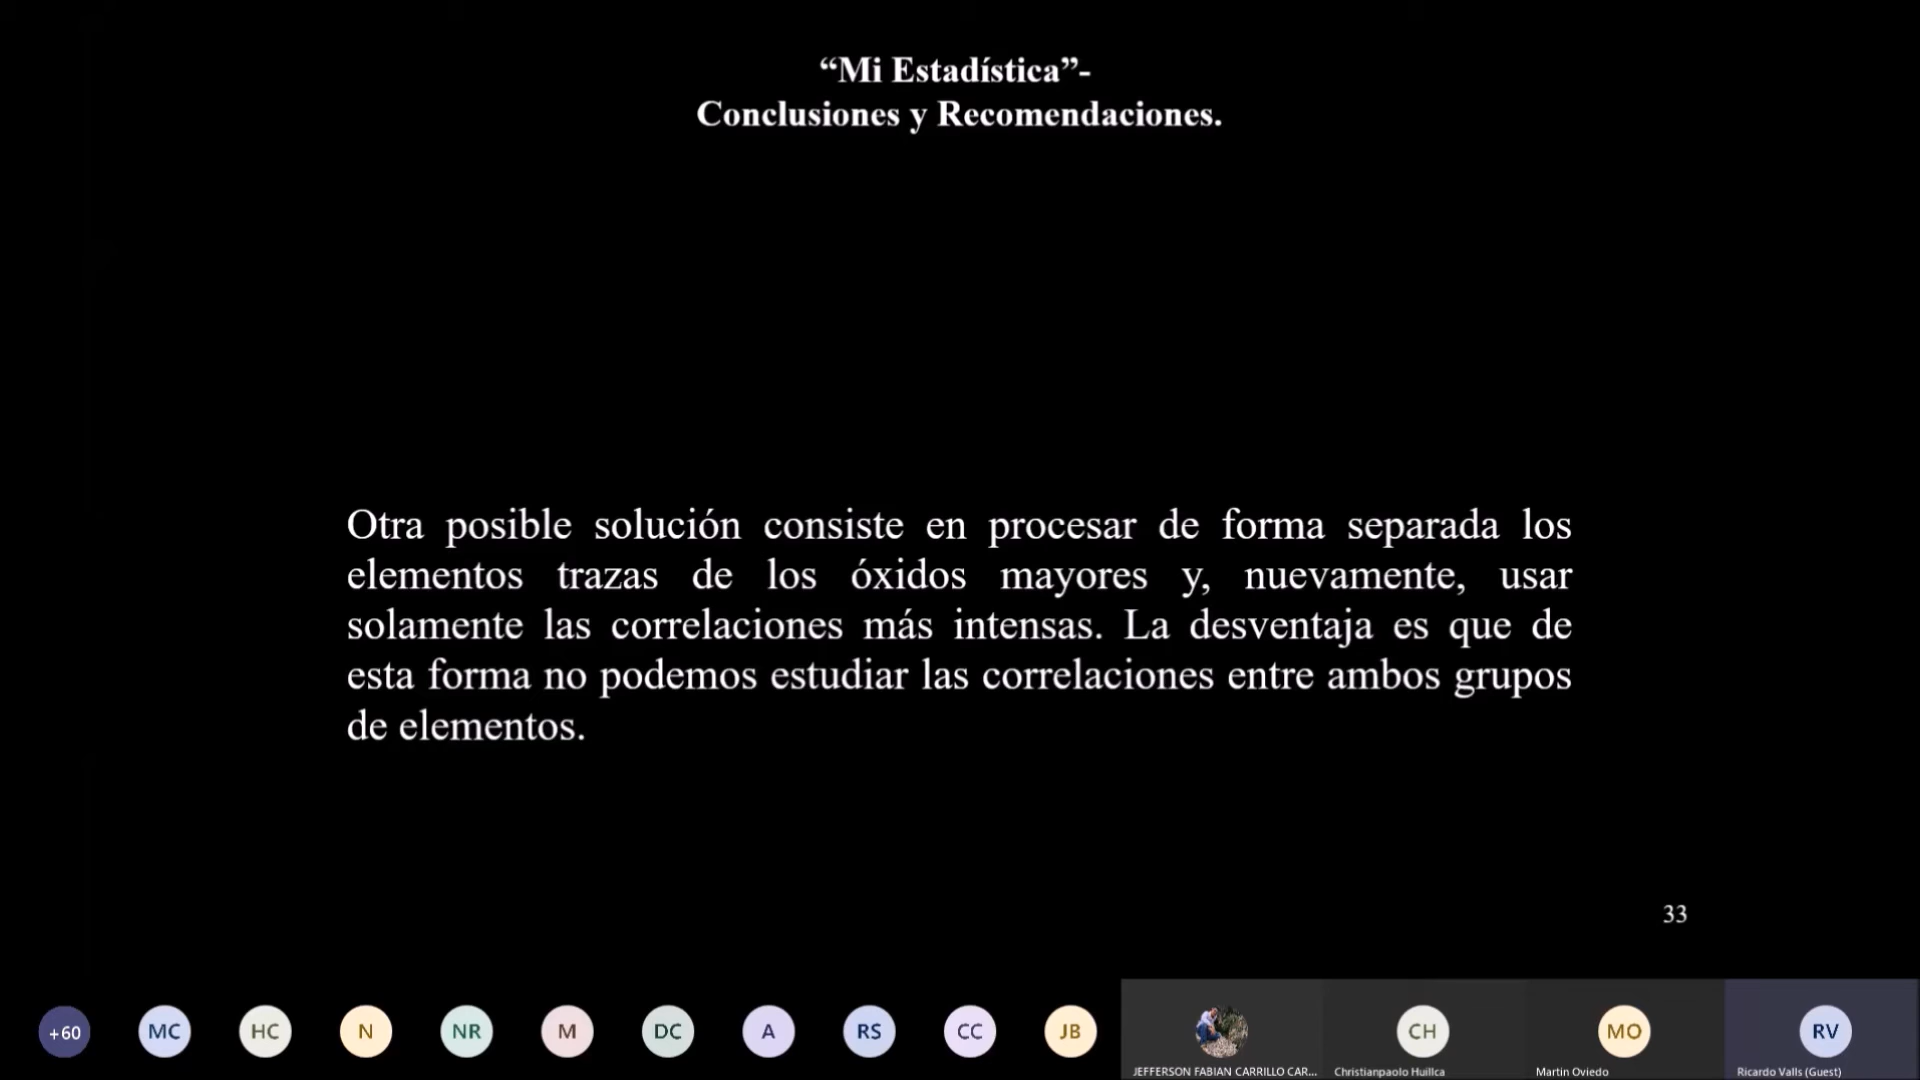 “Mi Estadística”-
Conclusiones y Recomendaciones.
Otra posible solución consiste en procesar de forma separada los
elementos trazas de los óxidos mayores y, nuevamente, usar
solamente las correlaciones más intensas. La desventaja es que de
esta forma no podemos estudiar las correlaciones entre ambos grupos
de elementos.
33
+60 MC HC N NR M DC A RS CC JB CH MO RV
JEFFERSON FABIAN CARRILLO CAR... Christianpaolo Huillca Martin Oviedo Ricardo Valls (Guest)